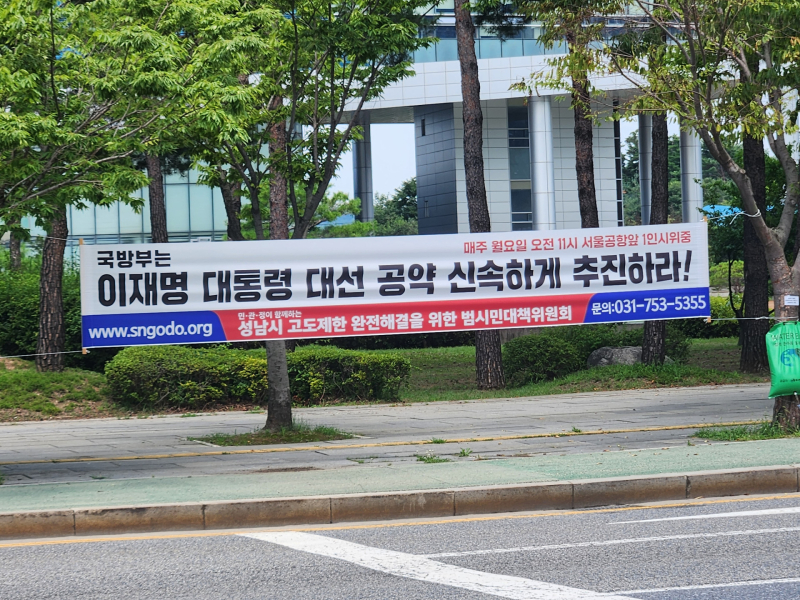 매주 월요일 오전 11시 서울공항앞 1인시위중
국방부는
이재명 대통령 대선 공약 신속하게 추진하라!
www.sngodo.org
민·관·정이 함께하는
성남시 고도제한 완전해결을 위한 범시민대책위원회
문의:031-753-5355